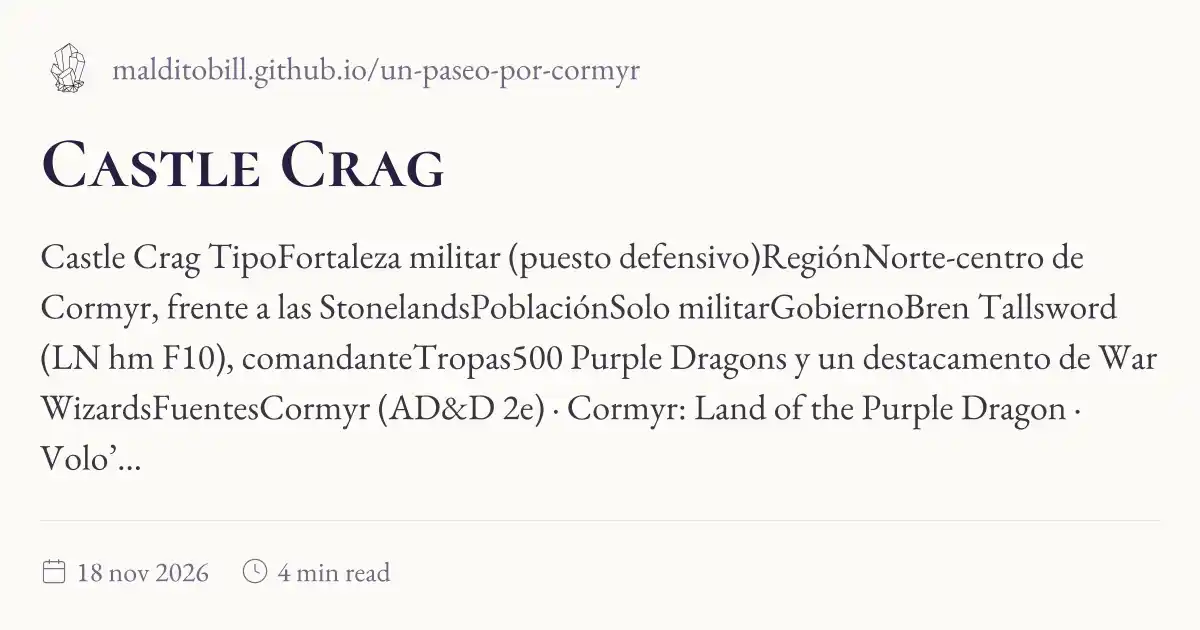 malditobill.github.io/un-paseo-por-cormyr
Castle Crag
Castle Crag TipoFortaleza militar (puesto defensivo)RegiónNorte-centro de
Cormyr, frente a las StonelandsPoblaciónSolo militarGobiernoBren Tallsword
(LN hm F10), comandanteTropas500 Purple Dragons y un destacamento de War
WizardsFuentesCormyr (AD&D 2e) · Cormyr: Land of the Purple Dragon ·
Volo’...
18 nov 2026
4 min read